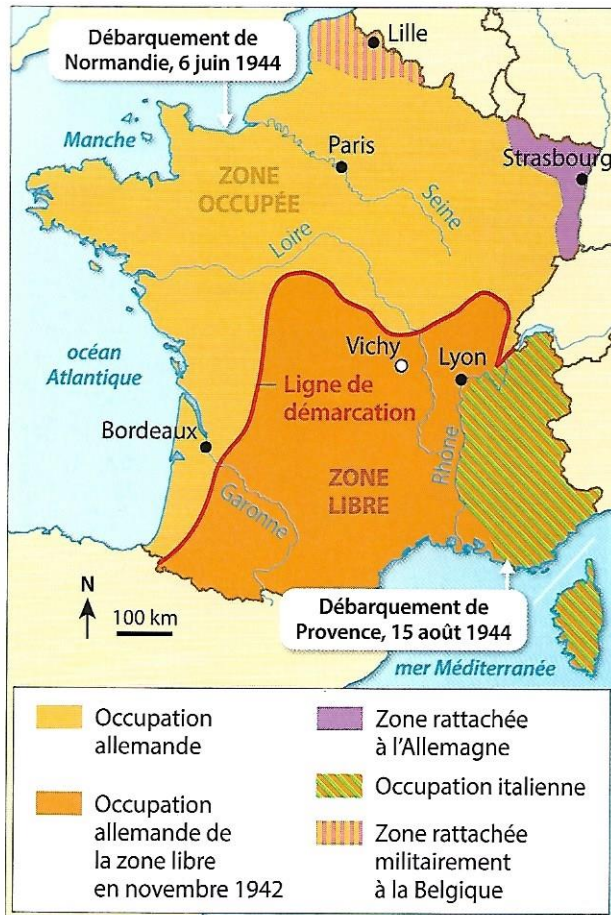 Débarquement de
Normandie, 6 juin 1944
Lille
Manche
Paris
Strasbourg
ZONE
OCCUPÉE
Seine
Loire
océan
Atlantique
Vichy
Lyon
Ligne de
démarcation
Bordeaux
ZONE
LIBRE
Rhône
Garonne
N
100 km
Débarquement de
Provence, 15 août 1944
mer Méditerranée
Occupation
allemande
Occupation
allemande de
la zone libre
en novembre 1942
Zone rattachée
à l'Allemagne
Occupation italienne
Zone rattachée
militairement
à la Belgique